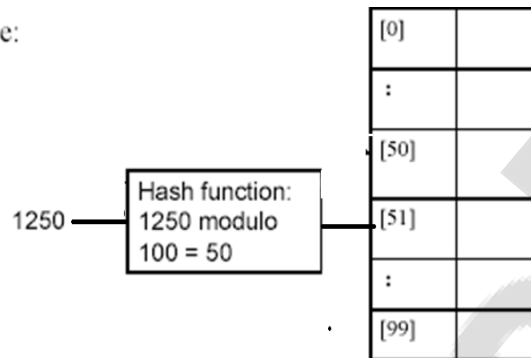 e:
[0]
:
[50]
1250
Hash function:
1250 modulo
100 = 50
[51]
:
[99]